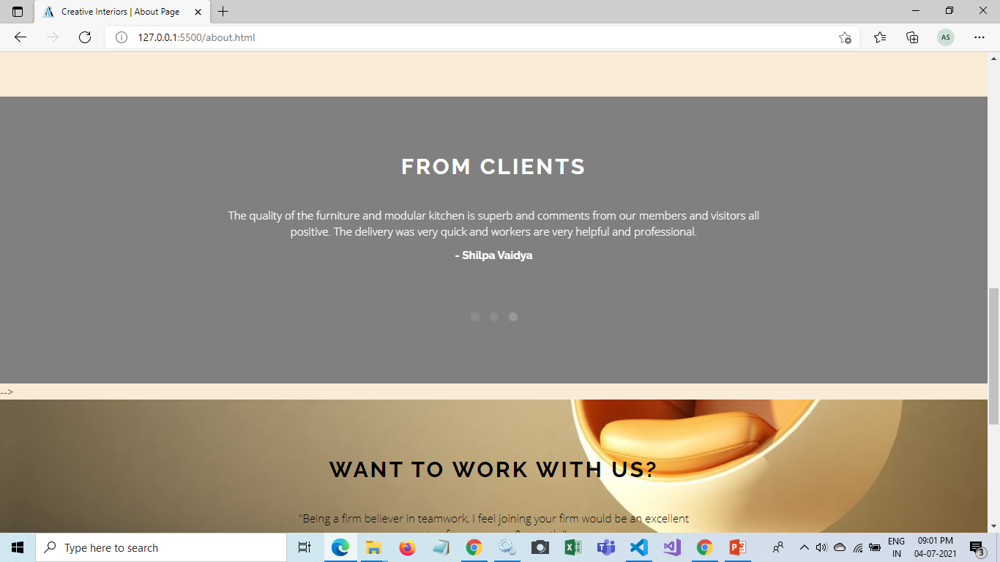 Creative Interiors | About Page
127.0.0.1:5500/about.html
AS
FROM CLIENTS
The quality of the furniture and modular kitchen is superb and comments from our members and visitors all
positive. The delivery was very quick and workers are very helpful and professional.
- Shilpa Vaidya
-->
WANT TO WORK WITH US?
"Being a firm believer in teamwork, I feel joining your firm would be an excellent
Type here to search
ENG
IN
09:01 PM
04-07-2021
3